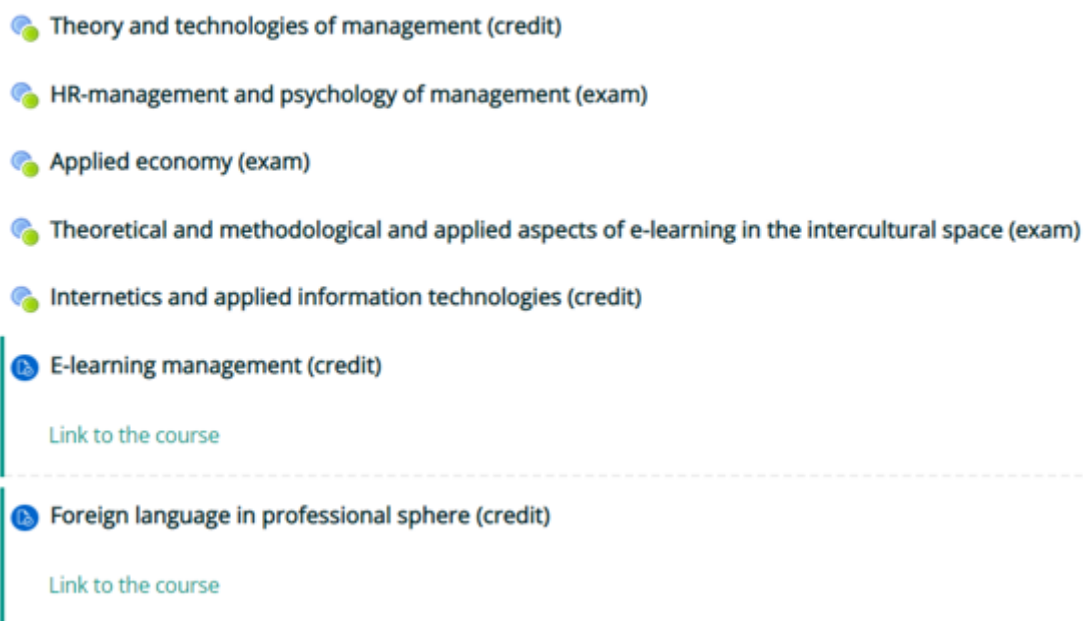 Theory and technologies of management (credit)
HR-management and psychology of management (exam)
Applied economy (exam)
Theoretical and methodological and applied aspects of e-learning in the intercultural space (exam)
Internetics and applied information technologies (credit)
E-learning management (credit)
Link to the course
Foreign language in professional sphere (credit)
Link to the course